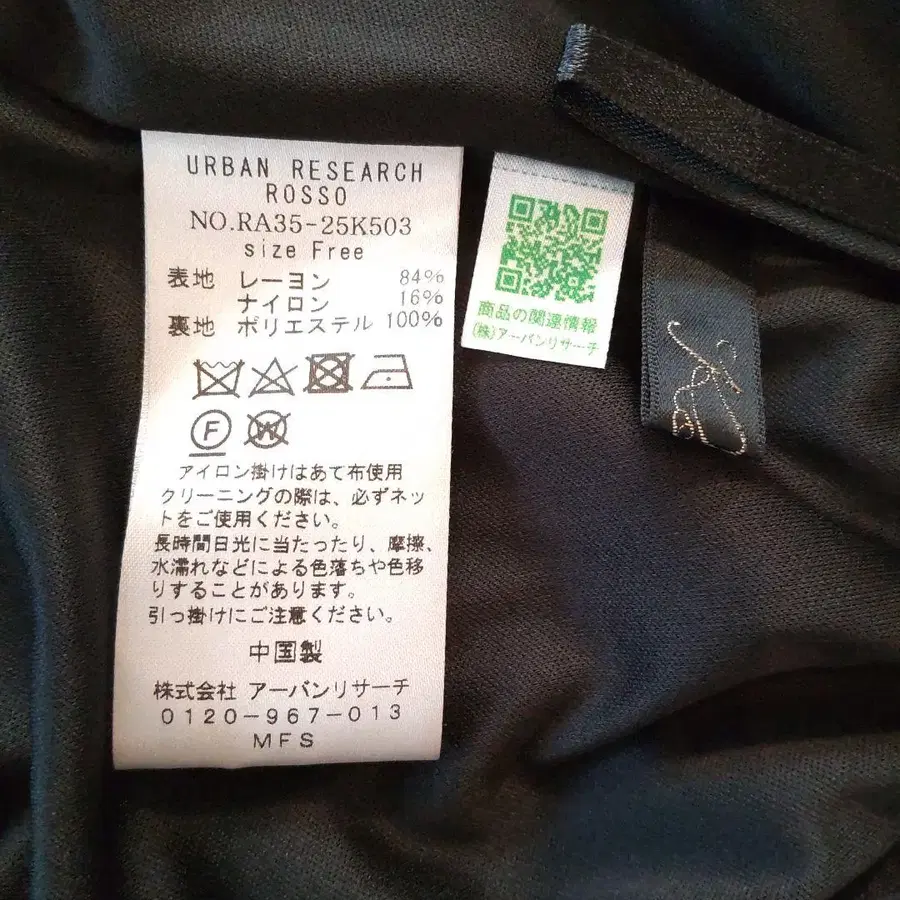 URBAN RESEARCH
ROSSO
NO.RA35-25K503
size Free
表地 レーヨン 84%
ナイロン 16%
裏地 ポリエステル 100%
F
W
アイロン掛けはあて布使用
クリーニングの際は、必ずネッ
トをご使用ください。
長時間日光に当たったり、摩擦、
水濡れなどによる色落ちや色移
りすることがあります。
引っ掛けにご注意ください。
中国製
株式会社 アーバンリサーチ
0120-967-013
MFS
商品の関連情報
(株)アーバンリサーチ